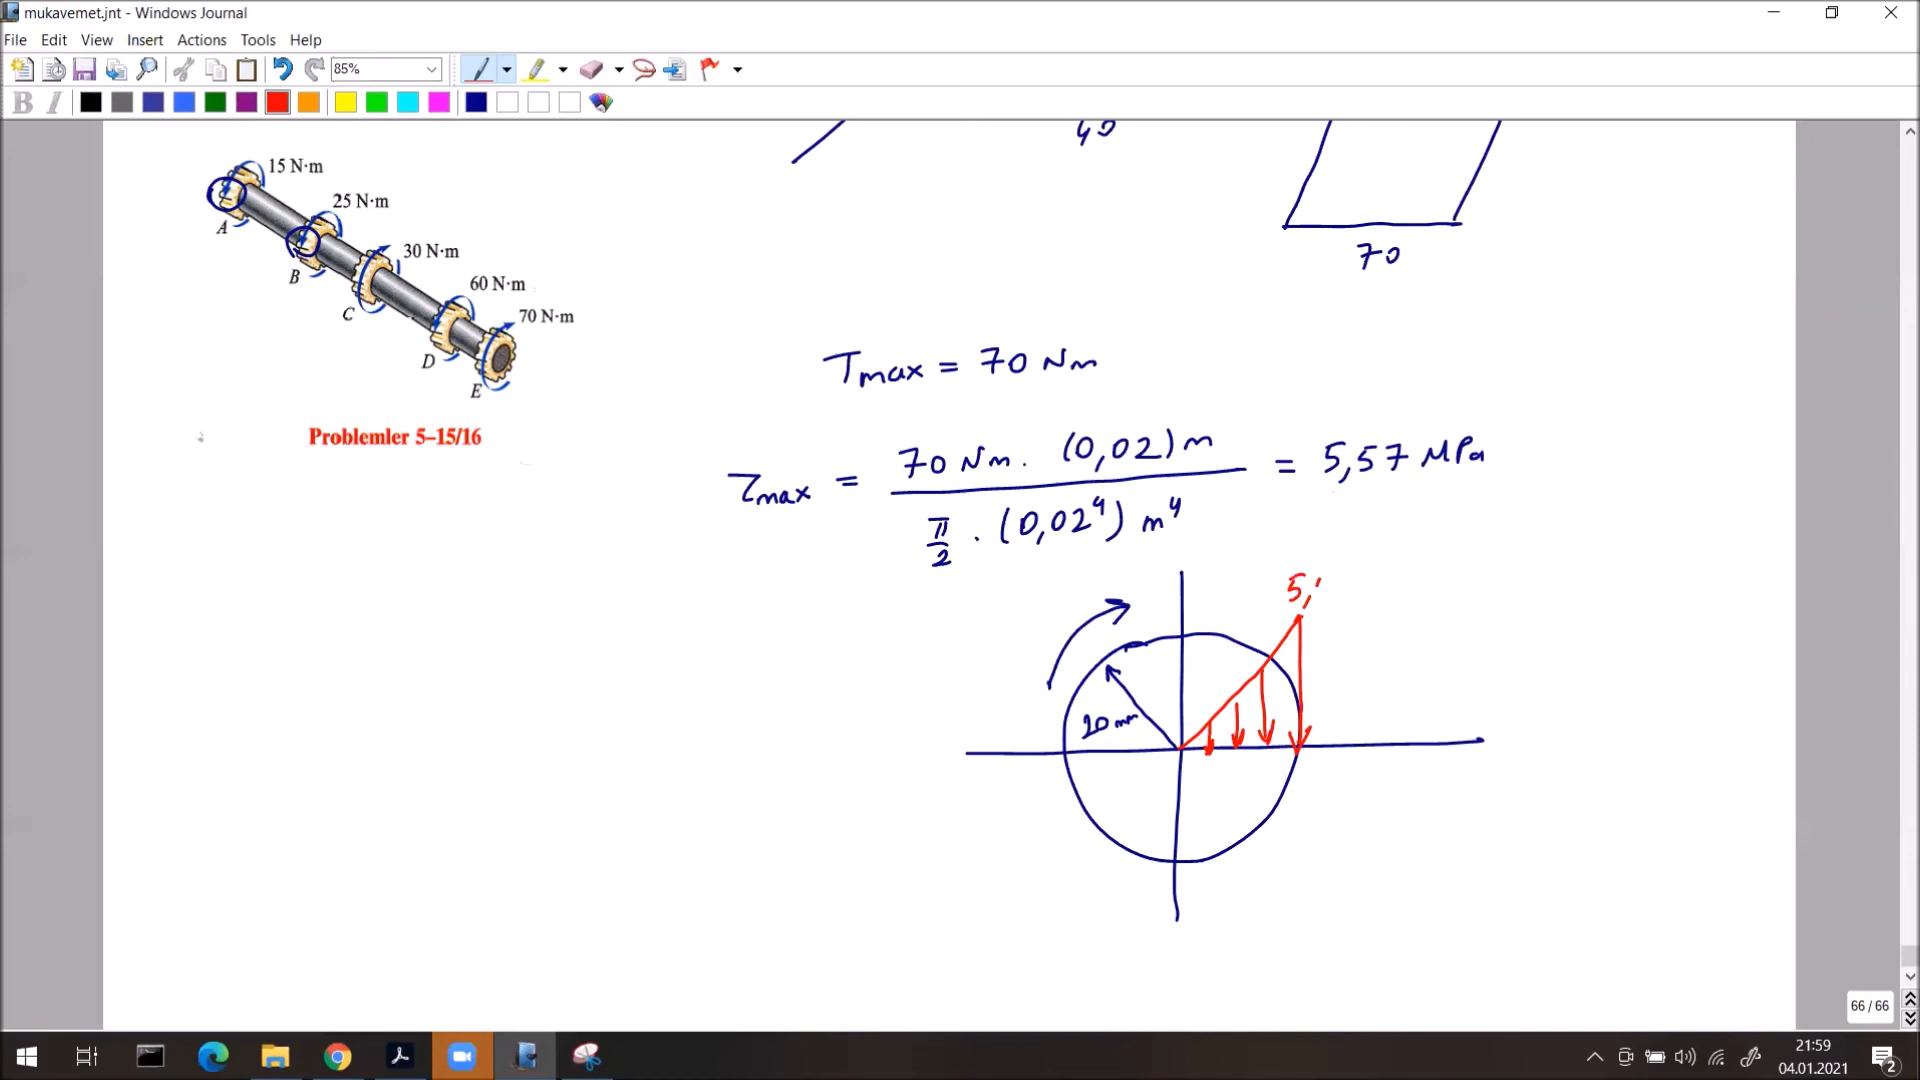 mukavemet.jnt - Windows Journal
File Edit View Insert Actions Tools Help
85%
B I
40
70
15 N·m
25 N·m
30 N·m
60 N·m
70 N·m
A
B
C
D
E
Problemler 5–15/16
Tmax = 70 Nm
τmax = 70 Nm. (0,02) m / π/2 . (0,02⁴) m⁴ = 5,57 MPa
5,
20 mm
66 / 66
21:59
04.01.2021
2